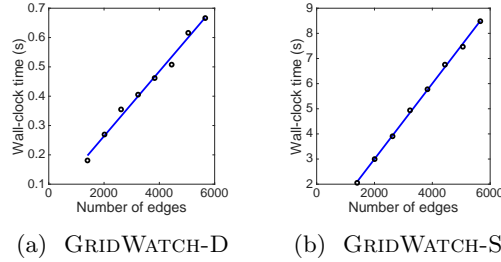 0.7
0.6
0.5
0.4
0.3
0.2
0.1
Wall-clock time (s)
0 2000 4000 6000
Number of edges
(a) GRIDWATCH-D
9
8
7
6
5
4
3
2
Wall-clock time (s)
0 2000 4000 6000
Number of edges
(b) GRIDWATCH-S